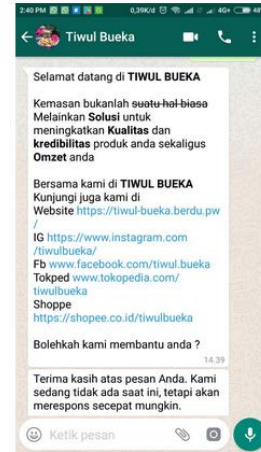 2:40 PM
0,39K/d
4G+
48
Tiwul Bueka
Selamat datang di TIWUL BUEKA
Kemasan bukanlah suatu hal biasa
Melainkan Solusi untuk
meningkatkan Kualitas dan
kredibilitas produk anda sekaligus
Omzet anda
Bersama kami di TIWUL BUEKA
Kunjungi juga kami di
Website https://tiwul-bueka.berdu.pw
/
IG https://www.instagram.com
/tiwulbueka/
Fb www.facebook.com/tiwul.bueka
Tokped www.tokopedia.com/
tiwulbueka
Shoppe
https://shopee.co.id/tiwulbueka
Bolehkah kami membantu anda ?
14.39
Terima kasih atas pesan Anda. Kami
sedang tidak ada saat ini, tetapi akan
merespons secepat mungkin.
Ketik pesan